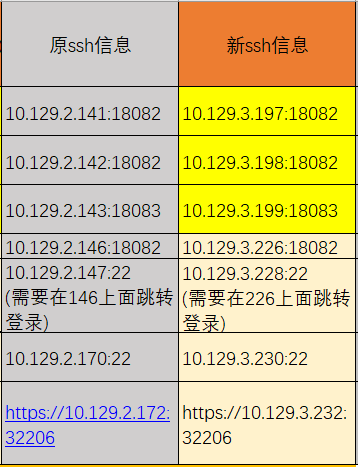 原ssh信息 新ssh信息
10.129.2.141:18082 10.129.3.197:18082
10.129.2.142:18082 10.129.3.198:18082
10.129.2.143:18083 10.129.3.199:18083
10.129.2.146:18082 10.129.3.226:18082
10.129.2.147:22 10.129.3.228:22
(需要在146上面跳转 (需要在226上面跳转
登录) 登录)
10.129.2.170:22 10.129.3.230:22
https://10.129.2.172: https://10.129.3.232:
32206 32206